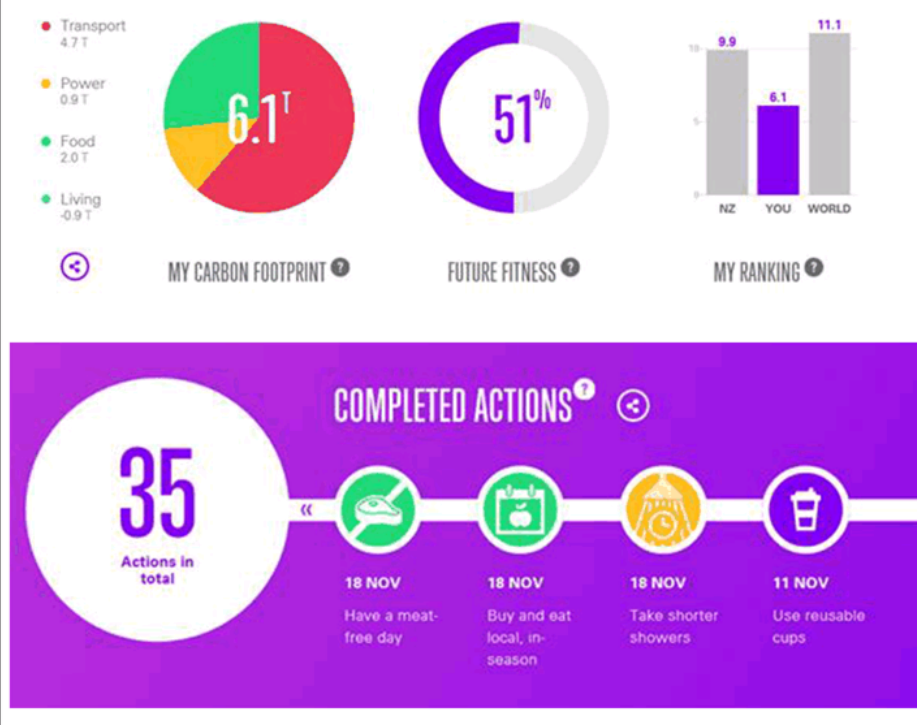 Transport
4.7 T
Power
0.9 T
Food
2.0 T
Living
-0.9 T
6.1T
MY CARBON FOOTPRINT ?
51%
FUTURE FITNESS ?
10
5
0
9.9
6.1
11.1
NZ
YOU
WORLD
MY RANKING ?
COMPLETED ACTIONS ?
35
Actions in
total
«
18 NOV
Have a meat-
free day
18 NOV
Buy and eat
local, in-
season
18 NOV
Take shorter
showers
11 NOV
Use reusable
cups